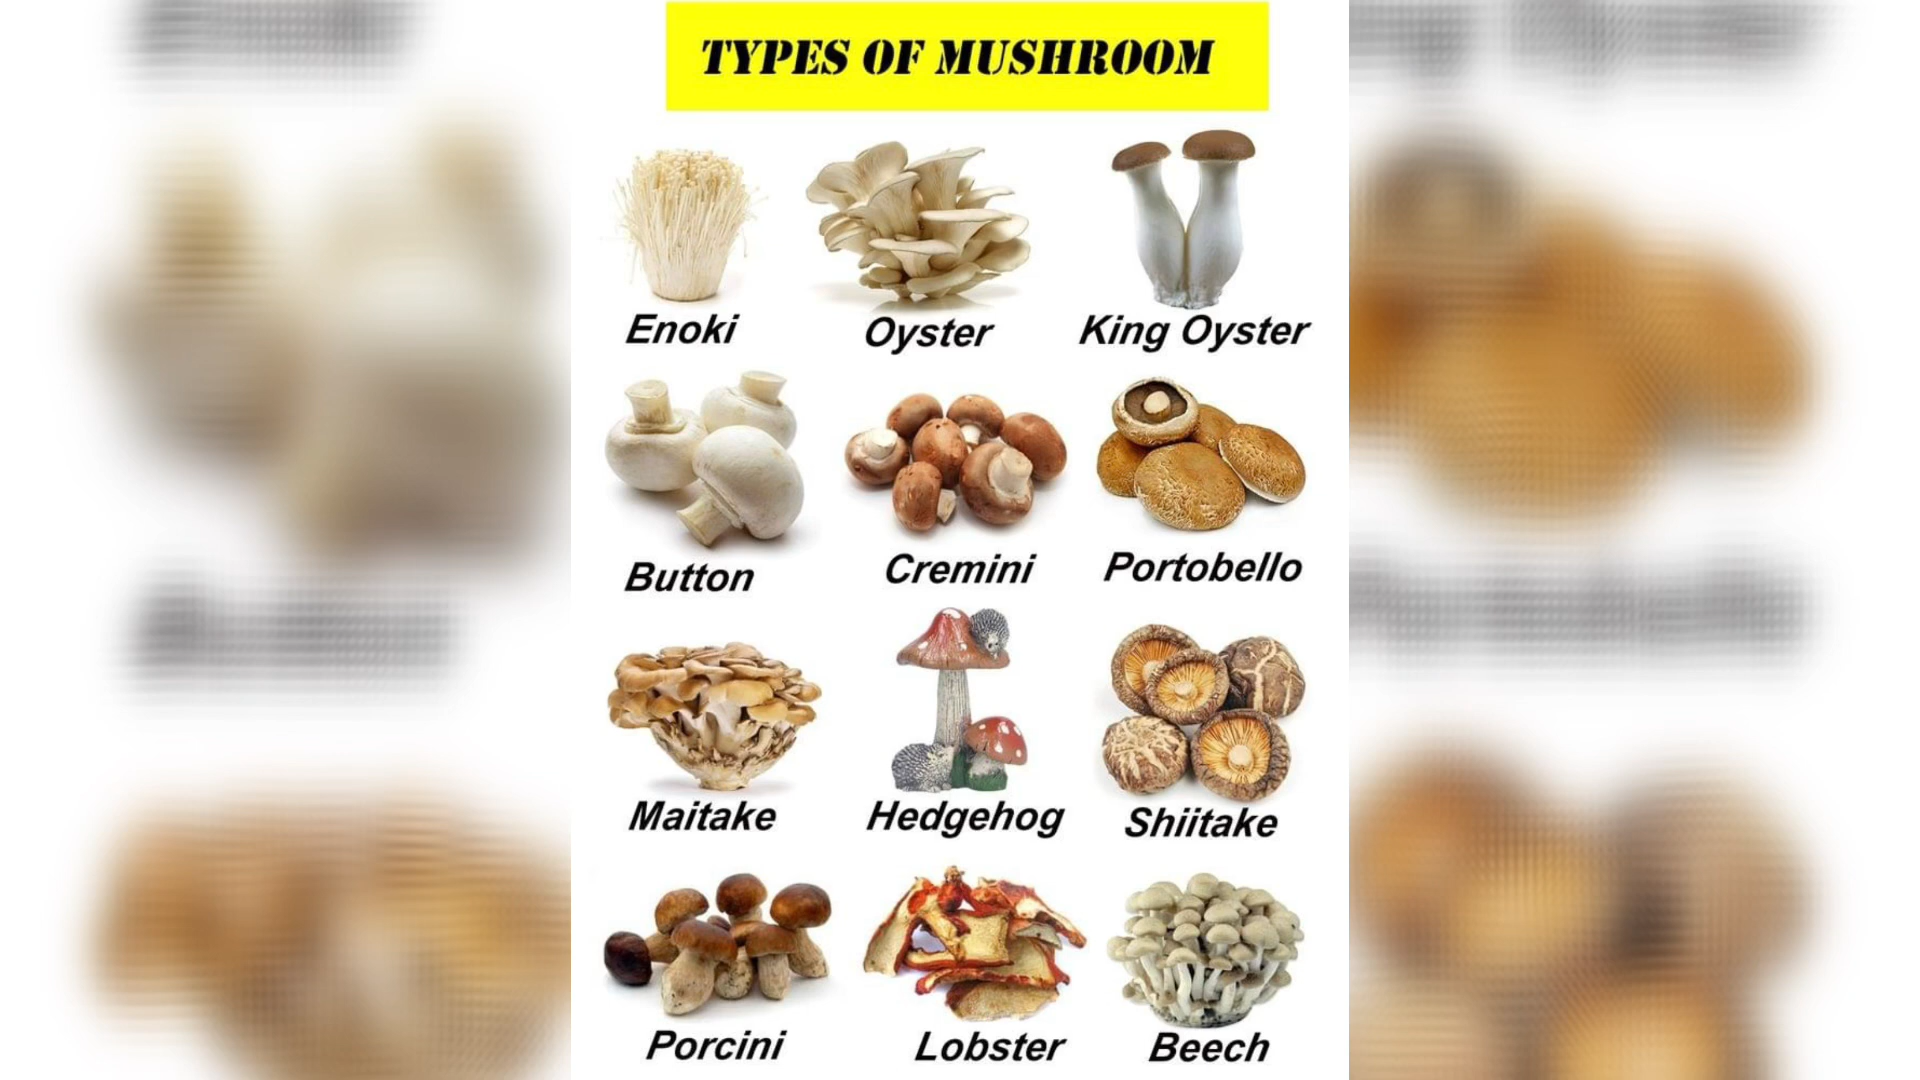 TYPES OF MUSHROOM
Enoki
Oyster
King Oyster
Button
Cremini
Portobello
Maitake
Hedgehog
Shiitake
Porcini
Lobster
Beech